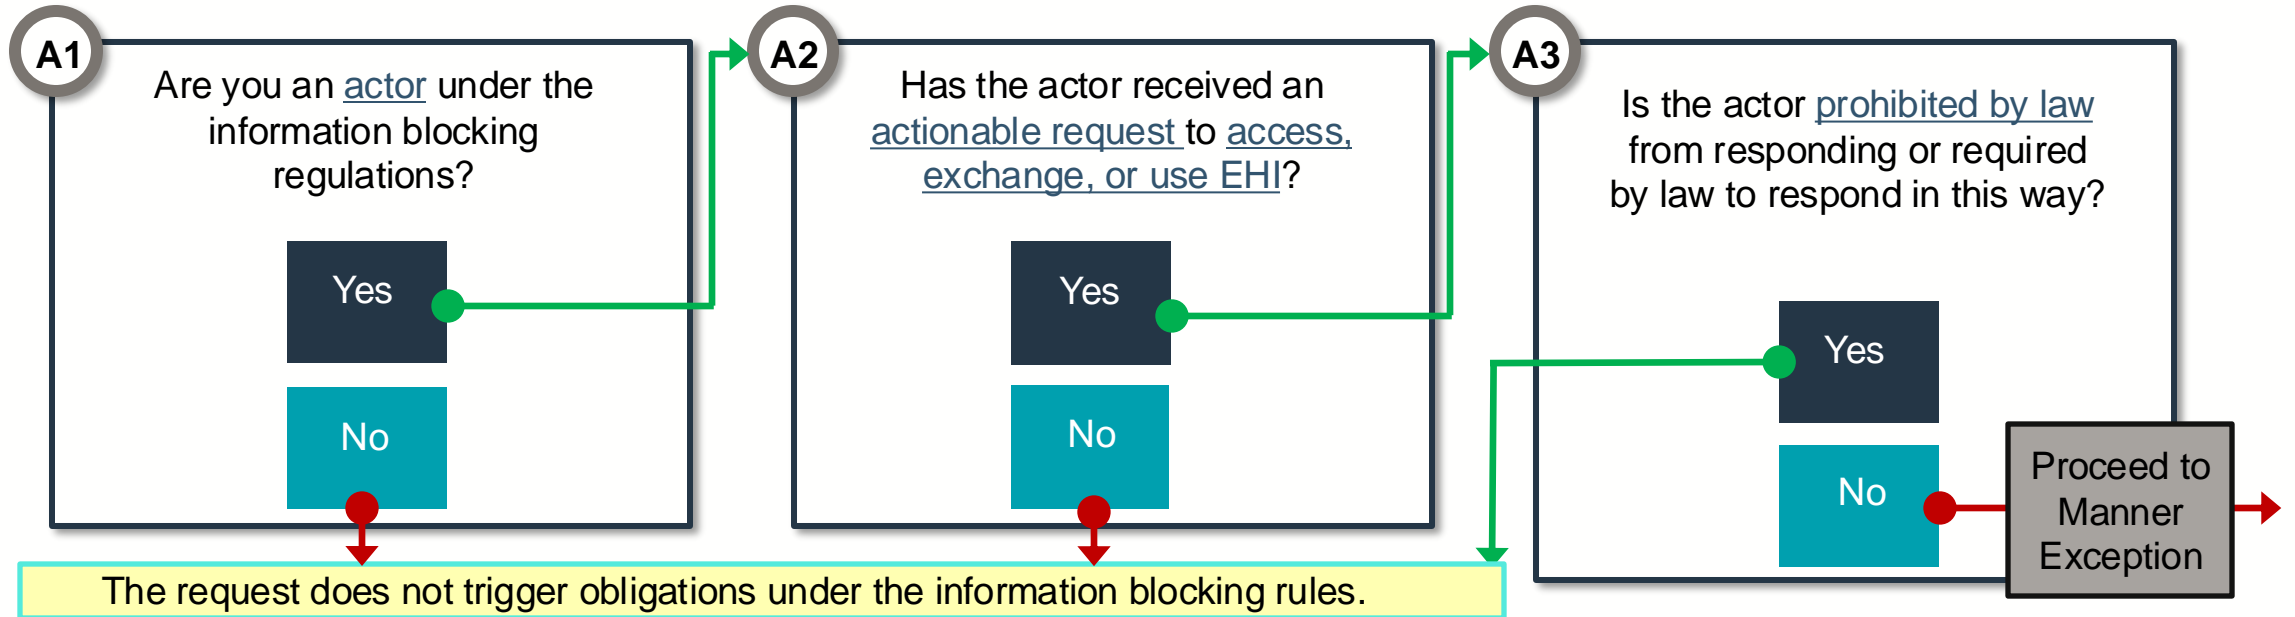 A1
Are you an actor under the
information blocking
regulations?
Yes
No
A2
Has the actor received an
actionable request to access,
exchange, or use EHI?
Yes
No
A3
Is the actor prohibited by law
from responding or required
by law to respond in this way?
Yes
No
Proceed to
Manner
Exception
The request does not trigger obligations under the information blocking rules.